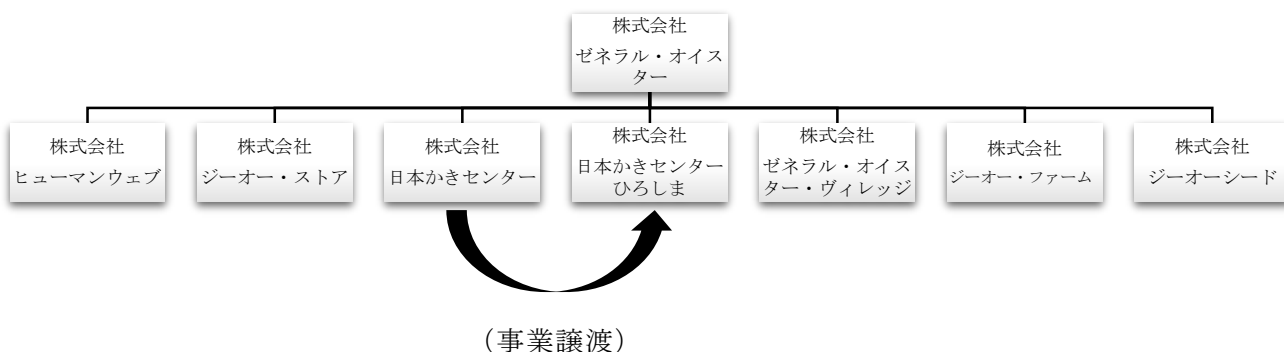 株式会社
ゼネラル・オイス
ター
株式会社
ヒューマンウェブ
株式会社
ジーオー・ストア
株式会社
日本かきセンター
株式会社
日本かきセンター
ひろしま
株式会社
ゼネラル・オイス
ター・ヴィレッジ
株式会社
ジーオー・ファーム
株式会社
ジーオーシード
（事業譲渡）